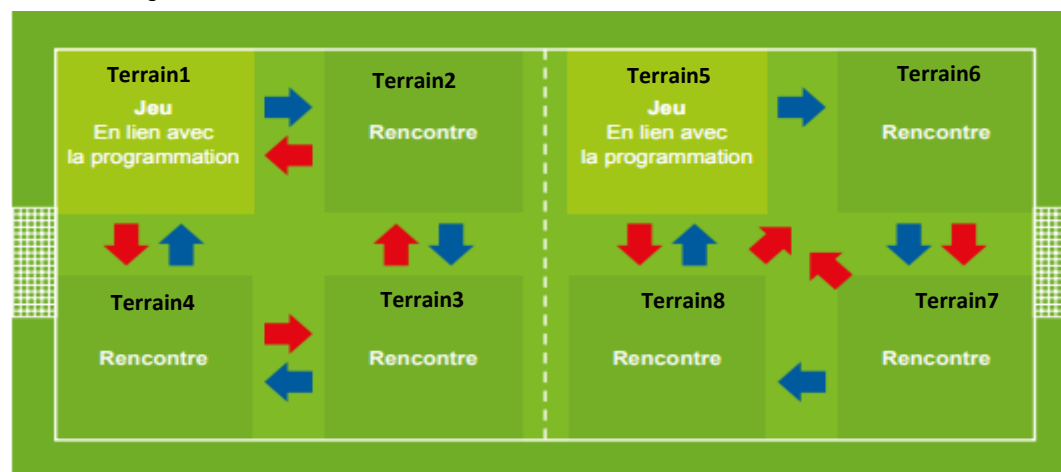 Terrain1
Jeu
En lien avec
la programmation
Terrain2
Rencontre
Terrain5
Jeu
En lien avec
la programmation
Terrain6
Rencontre
Terrain4
Rencontre
Terrain3
Rencontre
Terrain8
Rencontre
Terrain7
Rencontre